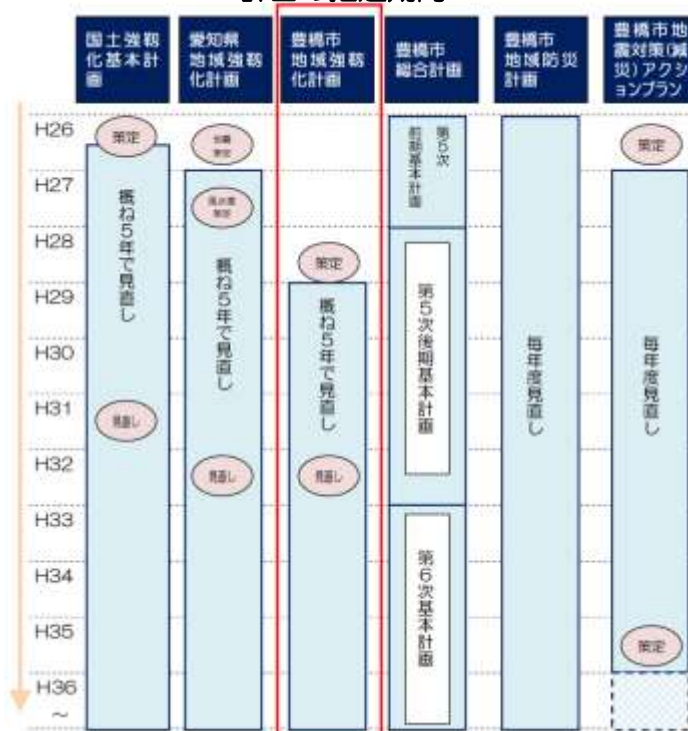 国土強靱
化基本計
画
愛知県
地域強靱
化計画
豊橋市
地域強靱
化計画
豊橋市
総合計画
豊橋市
地域防災
計画
豊橋市地
震対策(減
災)アクシ
ョンプラン
H26
H27
H28
H29
H30
H31
H32
H33
H34
H35
H36
～
策定
概ね5年で見直し
見直し
策定
概ね5年で見直し
見直し
策定
概ね5年で見直し
見直し
第5次
前期基本計画
第5次後期基本計画
第6次基本計画
毎年度見直し
策定
毎年度見直し
策定